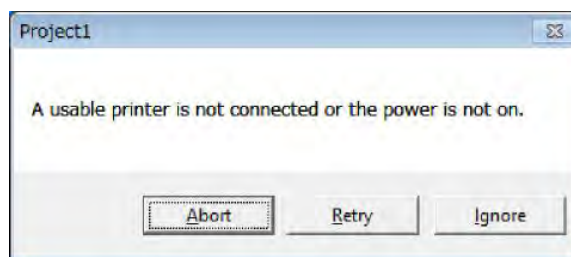 Project1
A usable printer is not connected or the power is not on.
Abort
Retry
Ignore